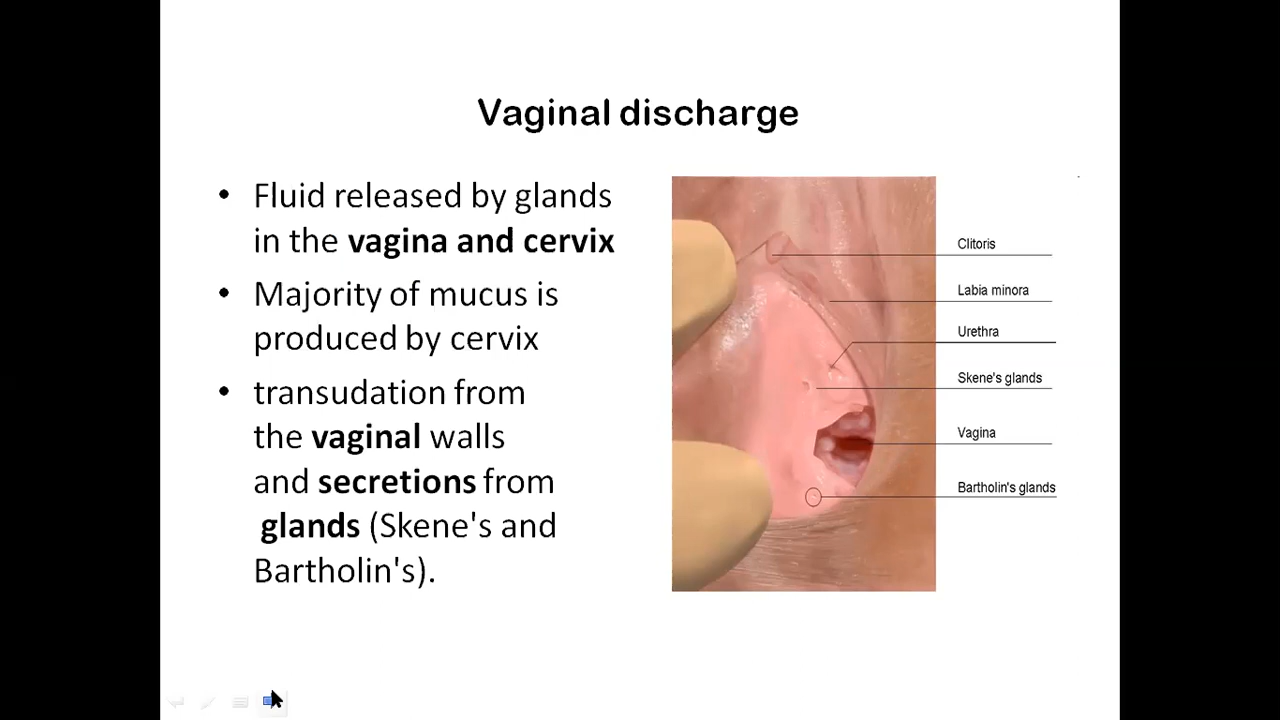 Vaginal discharge
• Fluid released by glands
in the vagina and cervix
• Majority of mucus is
produced by cervix
• transudation from
the vaginal walls
and secretions from
glands (Skene's and
Bartholin's).
Clitoris
Labia minora
Urethra
Skene's glands
Vagina
Bartholin's glands